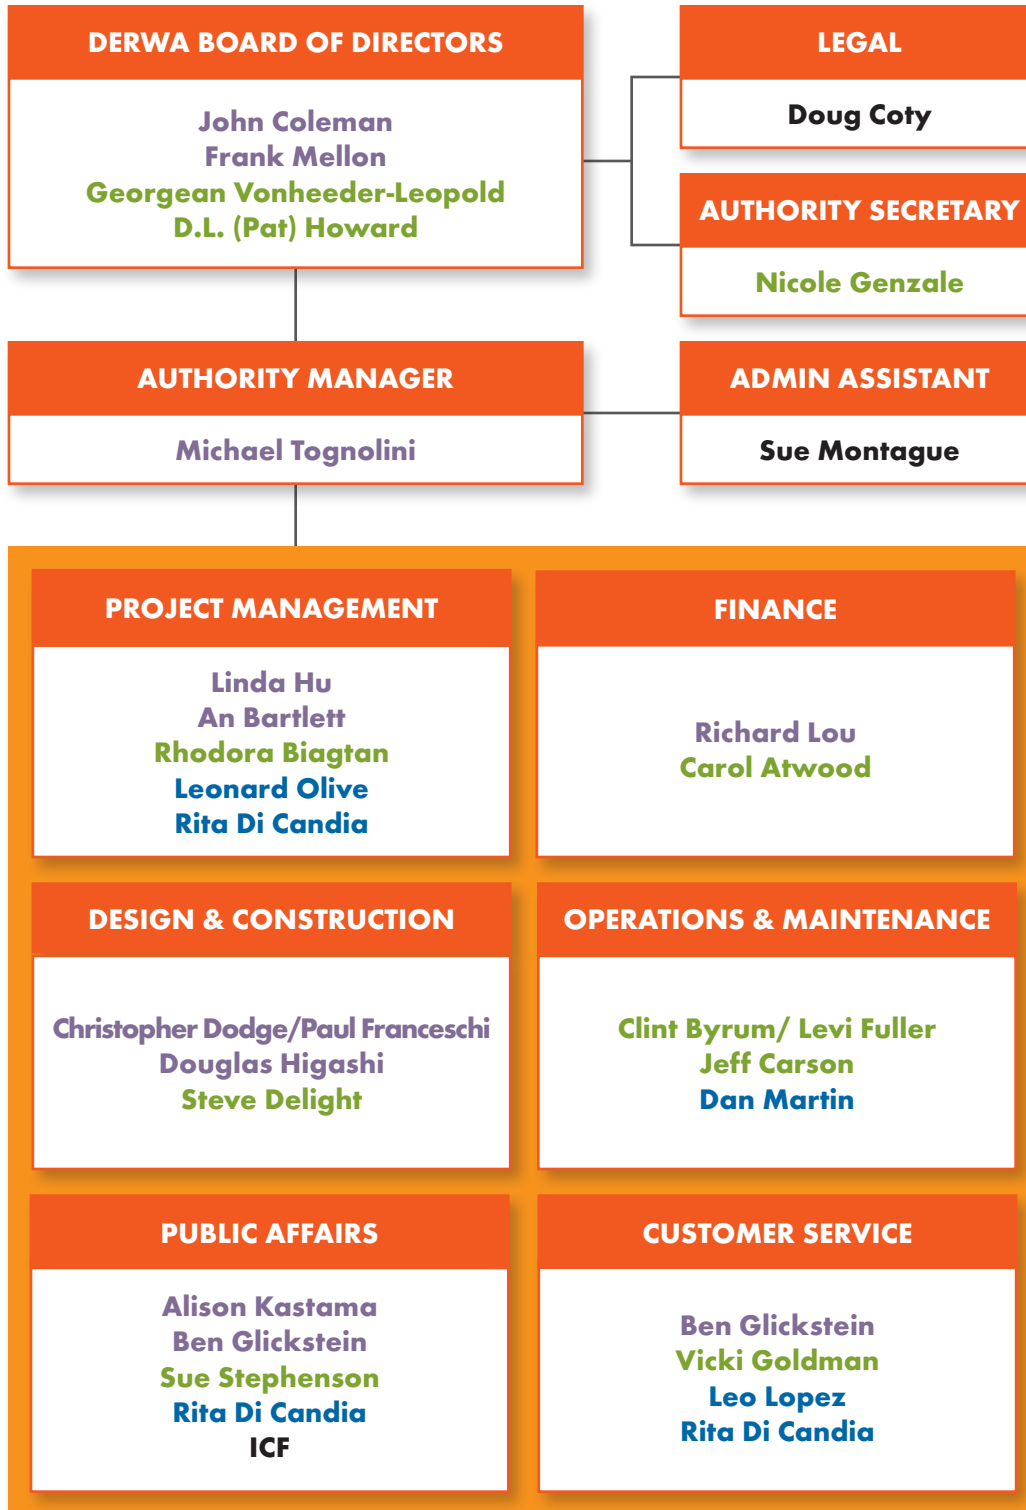 DERWA BOARD OF DIRECTORS
John Coleman
Frank Mellon
Georgean Vonheeder-Leopold
D.L. (Pat) Howard
LEGAL
Doug Coty
AUTHORITY SECRETARY
Nicole Genzale
AUTHORITY MANAGER
Michael Tognolini
ADMIN ASSISTANT
Sue Montague
PROJECT MANAGEMENT
Linda Hu
An Bartlett
Rhodora Biagtan
Leonard Olive
Rita Di Candia
FINANCE
Richard Lou
Carol Atwood
DESIGN & CONSTRUCTION
Christopher Dodge/Paul Franceschi
Douglas Higashi
Steve Delight
OPERATIONS & MAINTENANCE
Clint Byrum/ Levi Fuller
Jeff Carson
Dan Martin
PUBLIC AFFAIRS
Alison Kastama
Ben Glickstein
Sue Stephenson
Rita Di Candia
ICF
CUSTOMER SERVICE
Ben Glickstein
Vicki Goldman
Leo Lopez
Rita Di Candia